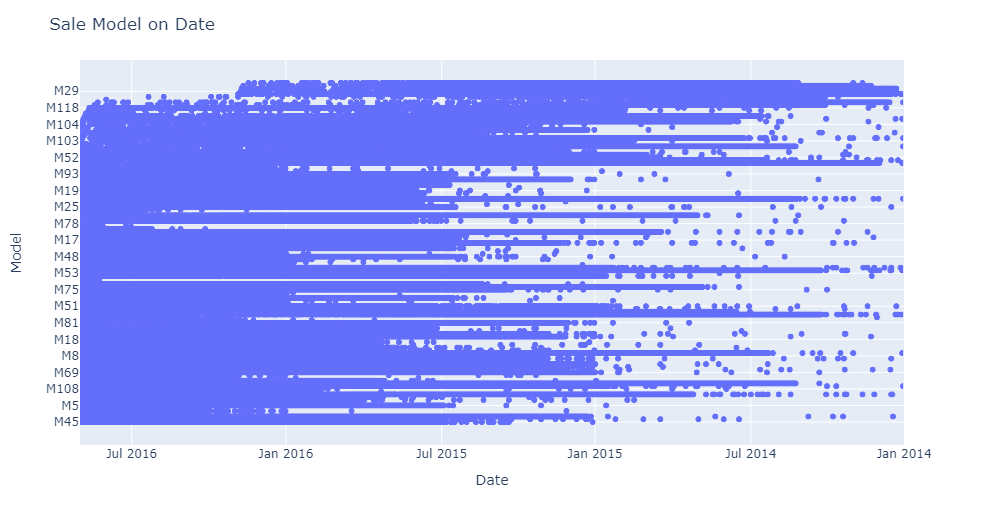 Sale Model on Date
M29
M118
M104
M103
M52
M93
M19
M25
M78
M17
M48
M53
M75
M51
M81
M18
M8
M69
M108
M5
M45
Model
Jul 2016
Jan 2016
Jul 2015
Jan 2015
Jul 2014
Jan 2014
Date